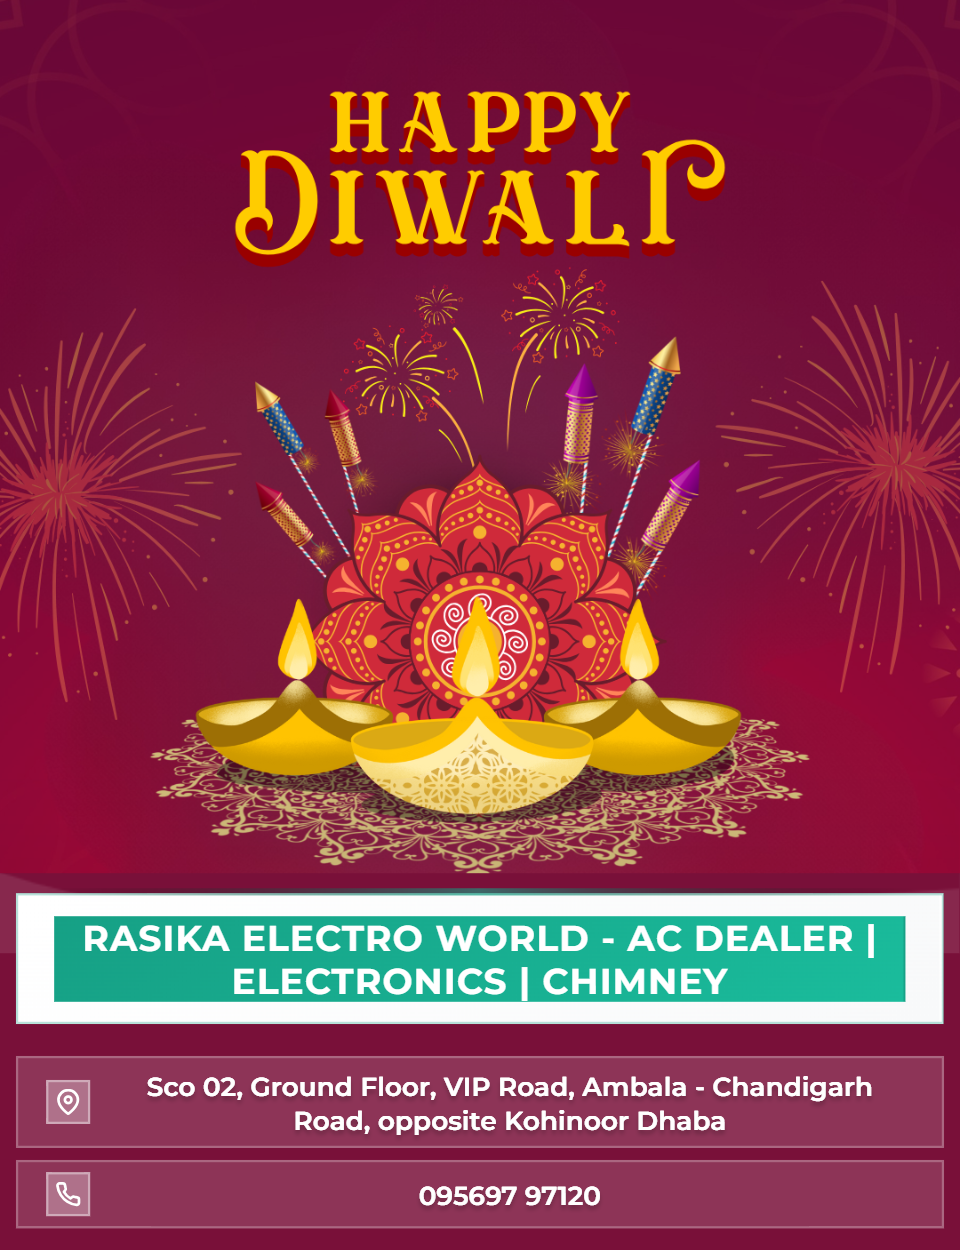 HAPPY
DIWALI
RASIKA ELECTRO WORLD - AC DEALER |
ELECTRONICS | CHIMNEY
Sco 02, Ground Floor, VIP Road, Ambala - Chandigarh
Road, opposite Kohinoor Dhaba
095697 97120